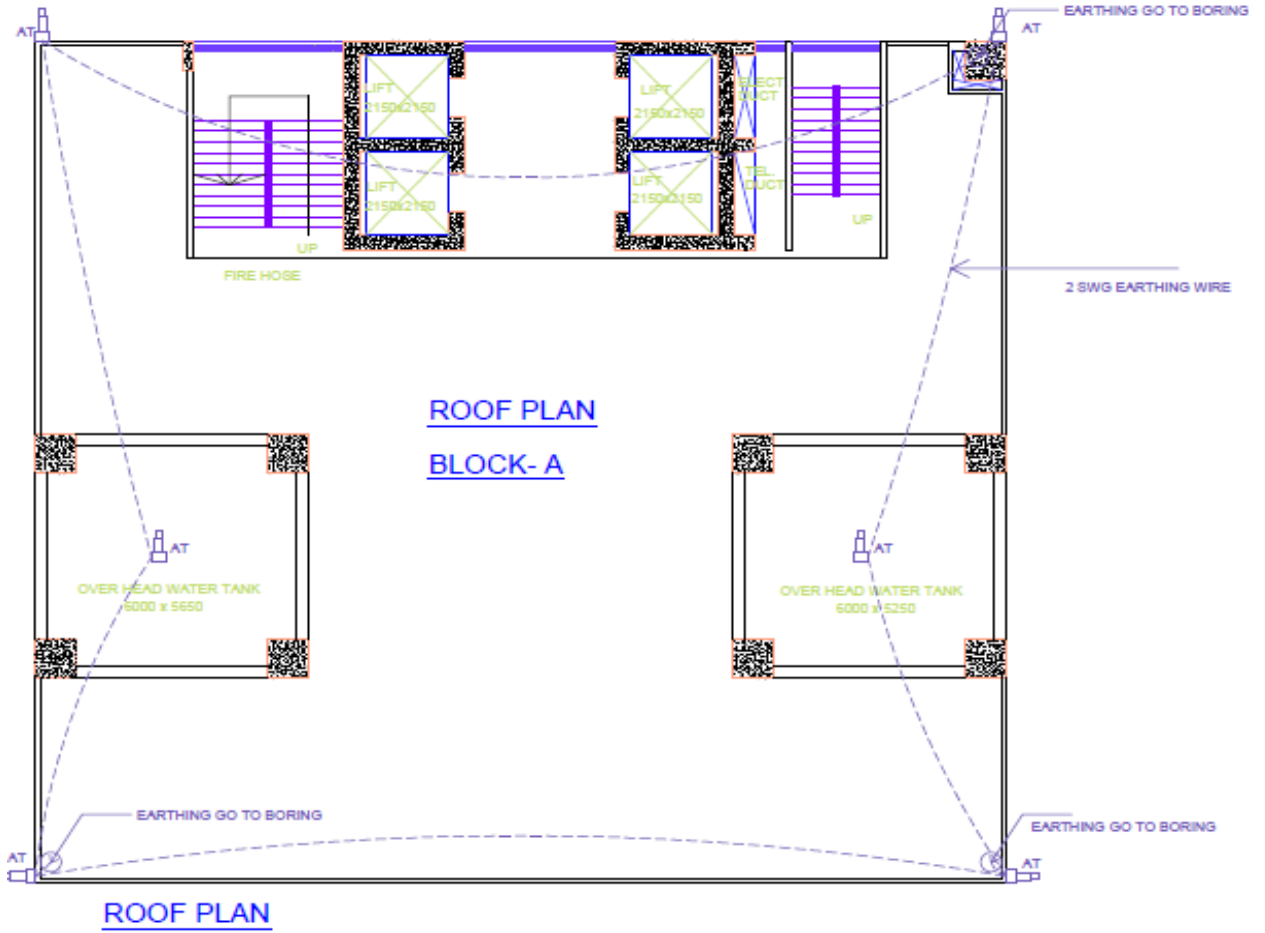 EARTHING GO TO BORING
AT
AT
LIFT
2150x2150
LIFT
2150x2150
ELECT
DUCT
LIFT
2150x2150
LIFT
2150x2150
TEL.
DUCT
UP
UP
FIRE HOSE
2 SWG EARTHING WIRE
ROOF PLAN
BLOCK- A
AT
AT
OVER HEAD WATER TANK
6000 x 5650
OVER HEAD WATER TANK
6000 x 5250
EARTHING GO TO BORING
EARTHING GO TO BORING
AT
AT
ROOF PLAN